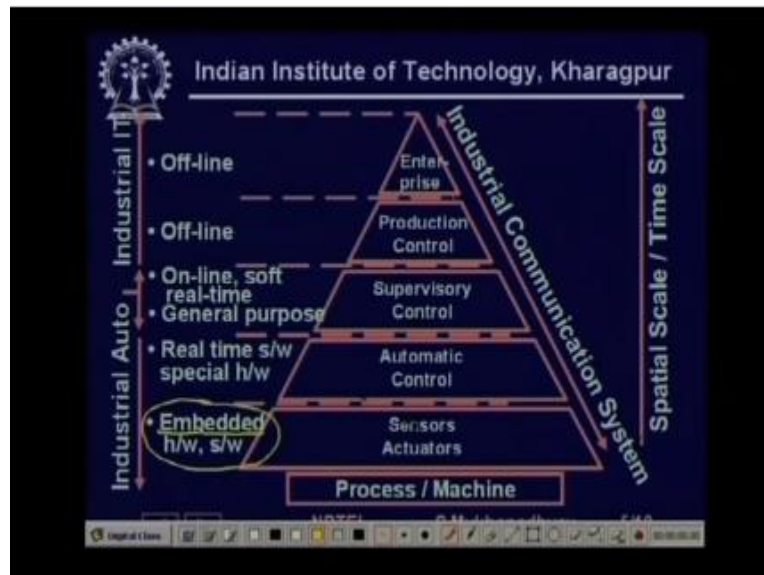 Indian Institute of Technology, Kharagpur
Industrial IT
• Off-line
• Off-line
• On-line, soft
real-time
• General purpose
Industrial Auto
• Real time s/w
special h/w
• Embedded
h/w, s/w
Enter-
prise
Production
Control
Supervisory
Control
Automatic
Control
Sensors
Actuators
Process / Machine
Industrial Communication System
Spatial Scale / Time Scale
Digital Class